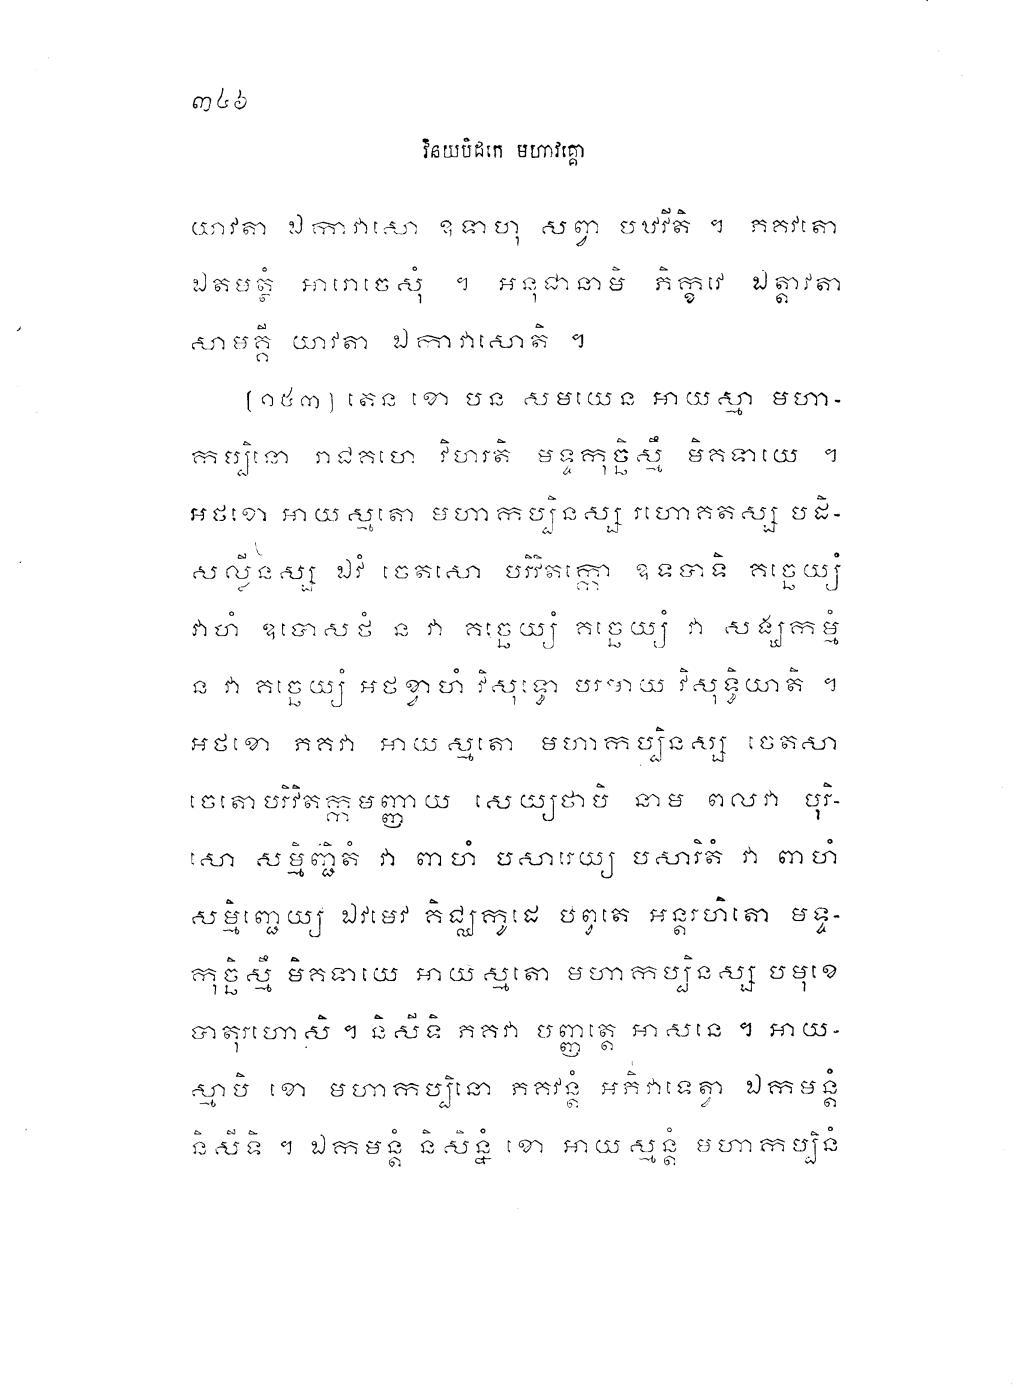 ៣៤៦
វិនយបិដកេ មហាវគ្គោ
យាវតា ឯកាវាសោ ឧទាហុ សព្វា បឋវីតិ ។ ភគវតោ
ឯតមត្ថំ អារោចេសុំ ។ អនុជានាមិ ភិក្ខវេ ឯត្តាវតា
សាមគ្គី យាវតា ឯកាវាសោតិ ។
(១៥៣) តេន ខោ បន សមយេន អាយស្មា មហា-
កប្បិនោ រាជគហេ វិហរតិ មទ្ទកុច្ឆិស្មឹ មិគទាយេ ។
អថខោ អាយស្មតោ មហាកប្បិនស្ស រហោគតស្ស បដិ-
សល្លីនស្ស ឯវំ ចេតសោ បរិវិតក្កោ ឧទបាទិ គច្ឆេយ្យំ
វាហំ ឧបោសថំ ន វា គច្ឆេយ្យំ គច្ឆេយ្យំ វា សង្ឃកម្មំ
ន វា គច្ឆេយ្យំ អថខ្វាហំ វិសុទ្ធោ បរមាយ វិសុទ្ធិយាតិ ។
អថខោ ភគវា អាយស្មតោ មហាកប្បិនស្ស ចេតសា
ចេតោបរិវិតក្កមញ្ញាយ សេយ្យថាបិ នាម ពលវា បុរិ-
សោ សម្មិញ្ជិតំ វា ពាហំ បសារេយ្យ បសារិតំ វា ពាហំ
សម្មិញ្ជេយ្យ ឯវមេវ គិជ្ឈកូដេ បព្វតេ អន្តរហិតោ មទ្ទ-
កុច្ឆិស្មឹ មិគទាយេ អាយស្មតោ មហាកប្បិនស្ស បមុខេ
បាតុរហោសិ ។ និសីទិ ភគវា បញ្ញត្តេ អាសនេ ។ អាយ-
ស្មាបិ ខោ មហាកប្បិនោ ភគវន្តំ អភិវាទេត្វា ឯកមន្តំ
និសីទិ ។ ឯកមន្តំ និសិន្នំ ខោ អាយស្មន្តំ មហាកប្បិនំ